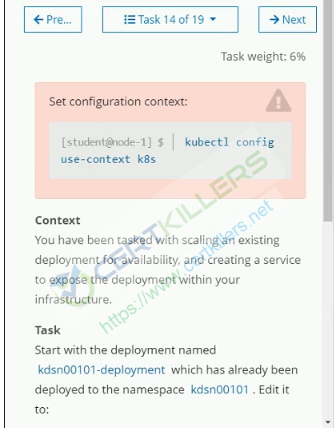 Pre...
Task 14 of 19
Next
Task weight: 6%
Set configuration context:
[student@node-1] $ | kubectl config
use-context k8s
Context
You have been tasked with scaling an existing
deployment for availability, and creating a service
to expose the deployment within your
infrastructure.
Task
Start with the deployment named
kdsn00101-deployment which has already been
deployed to the namespace kdsn00101 . Edit it
to:
CERTKILLERS
https://www.certkillers.net